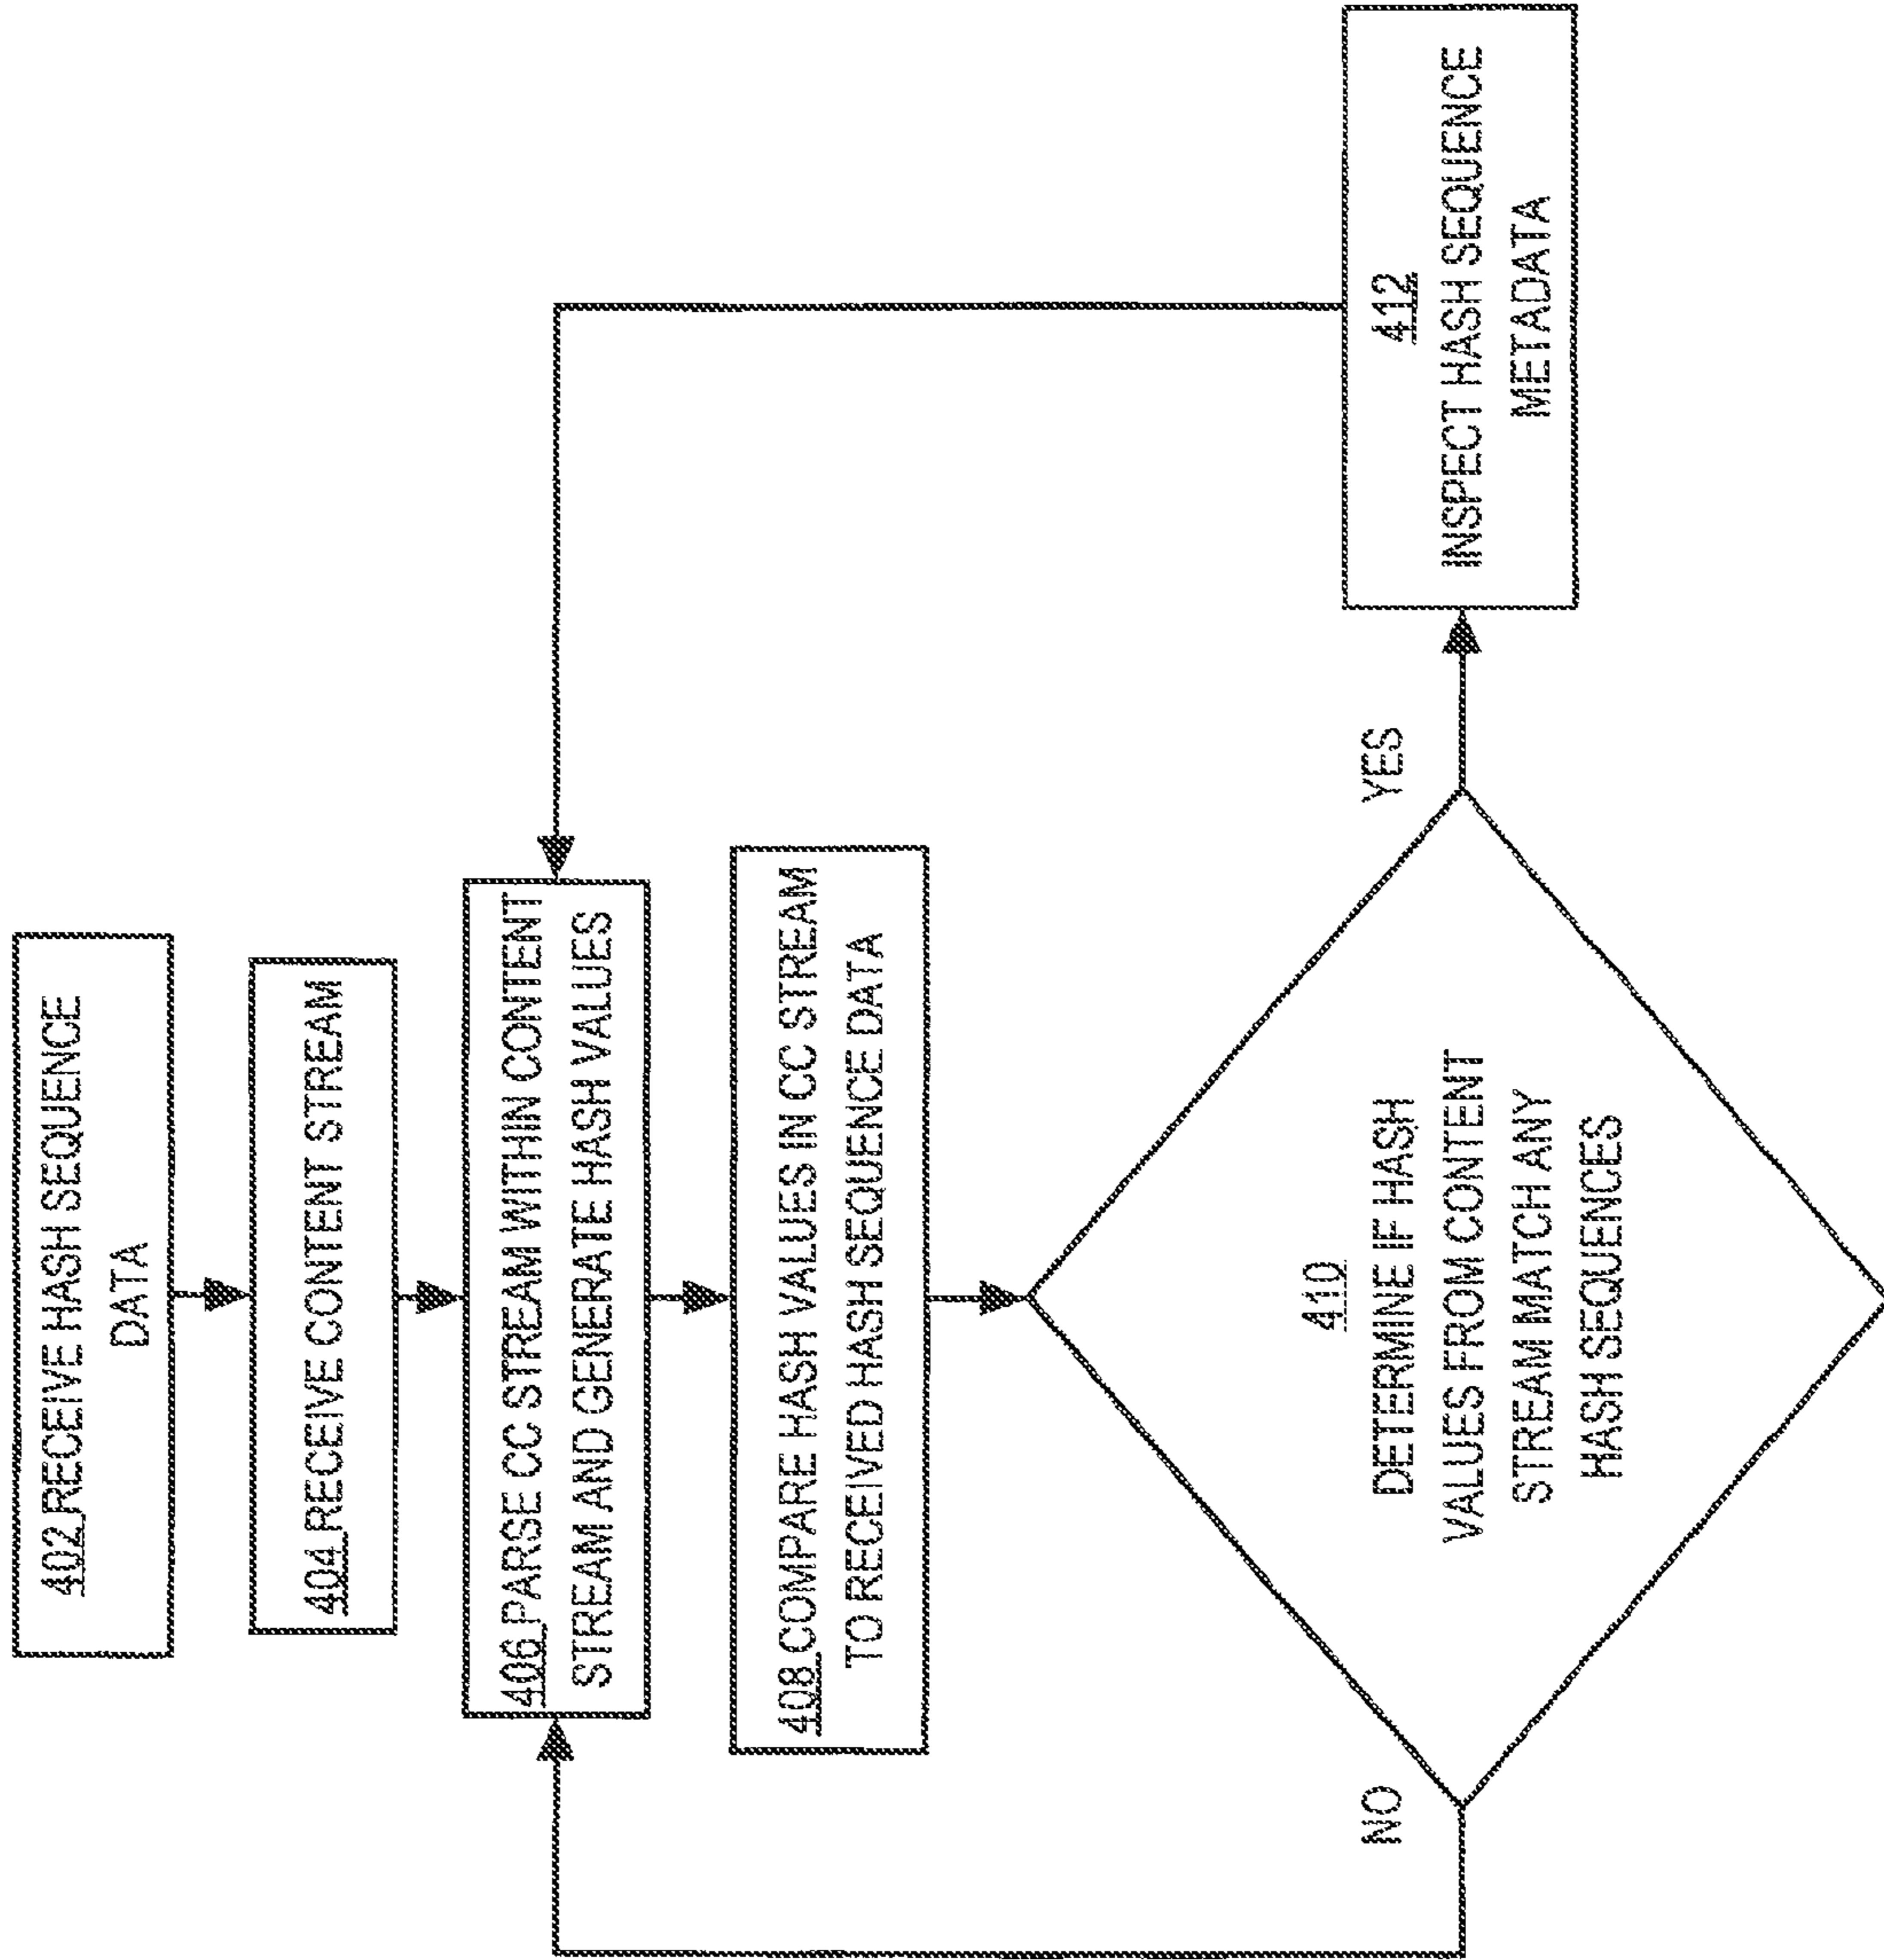 402 RECEIVE HASH SEQUENCE
DATA
404 RECEIVE CONTENT STREAM
406 PARSE CC STREAM WITHIN CONTENT
STREAM AND GENERATE HASH VALUES
408 COMPARE HASH VALUES IN CC STREAM
TO RECEIVED HASH SEQUENCE DATA
410
DETERMINE IF HASH
VALUES FROM CONTENT
STREAM MATCH ANY
HASH SEQUENCES
NO
YES
412
INSPECT HASH SEQUENCE
METADATA